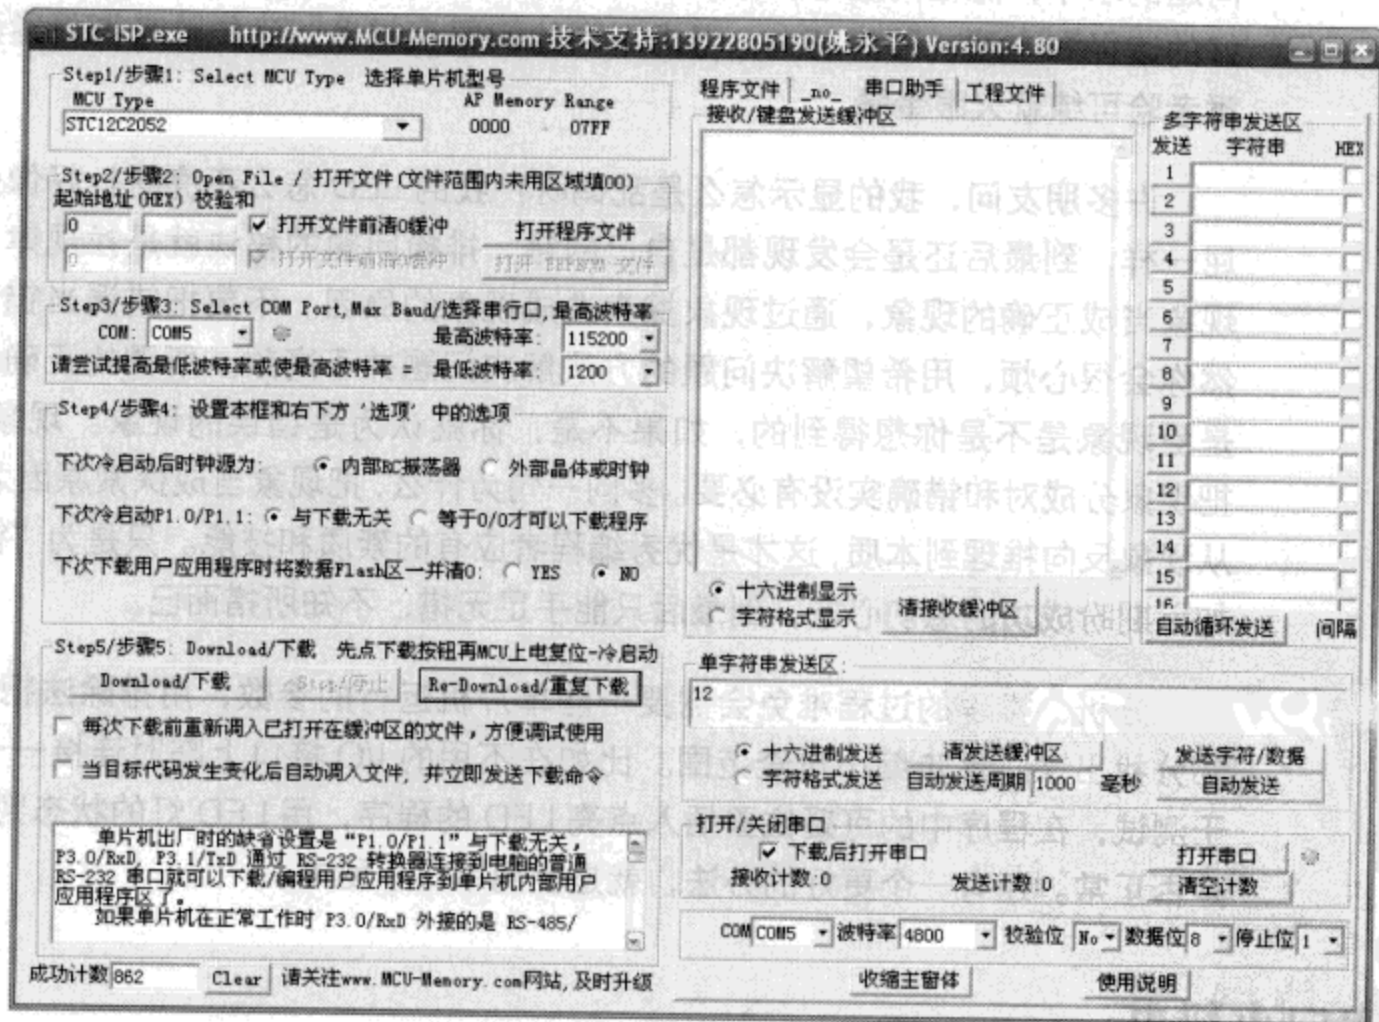 STC-ISP.exe http://www.MCU-Memory.com 技术支持:13922805190(姚永平) Version:4.80
Step1/步骤1: Select MCU Type 选择单片机型号
MCU Type AP Memory Range
STC12C2052 0000 - 07FF
Step2/步骤2: Open File / 打开文件(文件范围内未用区域填00)
起始地址(HEX) 校验和
0 打开文件前清0缓冲 打开程序文件
0 打开文件前清0缓冲 打开 EEPROM 文件
Step3/步骤3: Select COM Port,Max Baud/选择串行口,最高波特率
COM: COM5 最高波特率: 115200
请尝试提高最低波特率或使最高波特率 = 最低波特率: 1200
Step4/步骤4: 设置本框和右下方 '选项' 中的选项
下次冷启动后时钟源为: 内部RC振荡器 外部晶体或时钟
下次冷启动P1.0/P1.1: 与下载无关 等于0/0才可以下载程序
下次下载用户应用程序时将数据Flash区一并清0: YES NO
Step5/步骤5: Download/下载 先点下载按钮再MCU上电复位-冷启动
Download/下载 Stop/停止 Re-Download/重复下载
每次下载前重新调入已打开在缓冲区的文件,方便调试使用
当目标代码发生变化后自动调入文件, 并立即发送下载命令
单片机出厂时的缺省设置是 “P1.0/P1.1” 与下载无关,
P3.0/RxD, P3.1/TxD 通过 RS-232 转换器连接到电脑的普通
RS-232 串口就可以下载/编程用户应用程序到单片机内部用户
应用程序区了。
如果单片机在正常工作时 P3.0/RxD 外接的是 RS-485/
成功计数 862 Clear 请关注www.MCU-Memory.com网站,及时升级
程序文件 _no_ 串口助手 工程文件
接收/键盘发送缓冲区
十六进制显示
字符格式显示 清接收缓冲区
多字符串发送区
发送 字符串 HEX
1
2
3
4
5
6
7
8
9
10
11
12
13
14
15
16
自动循环发送 间隔
单字符串发送区:
12
十六进制发送 清发送缓冲区 发送字符/数据
字符格式发送 自动发送周期 1000 毫秒 自动发送
打开/关闭串口
下载后打开串口 打开串口
接收计数:0 发送计数:0 清空计数
COM COM5 波特率 4800 校验位 No 数据位 8 停止位 1
收缩主窗体 使用说明